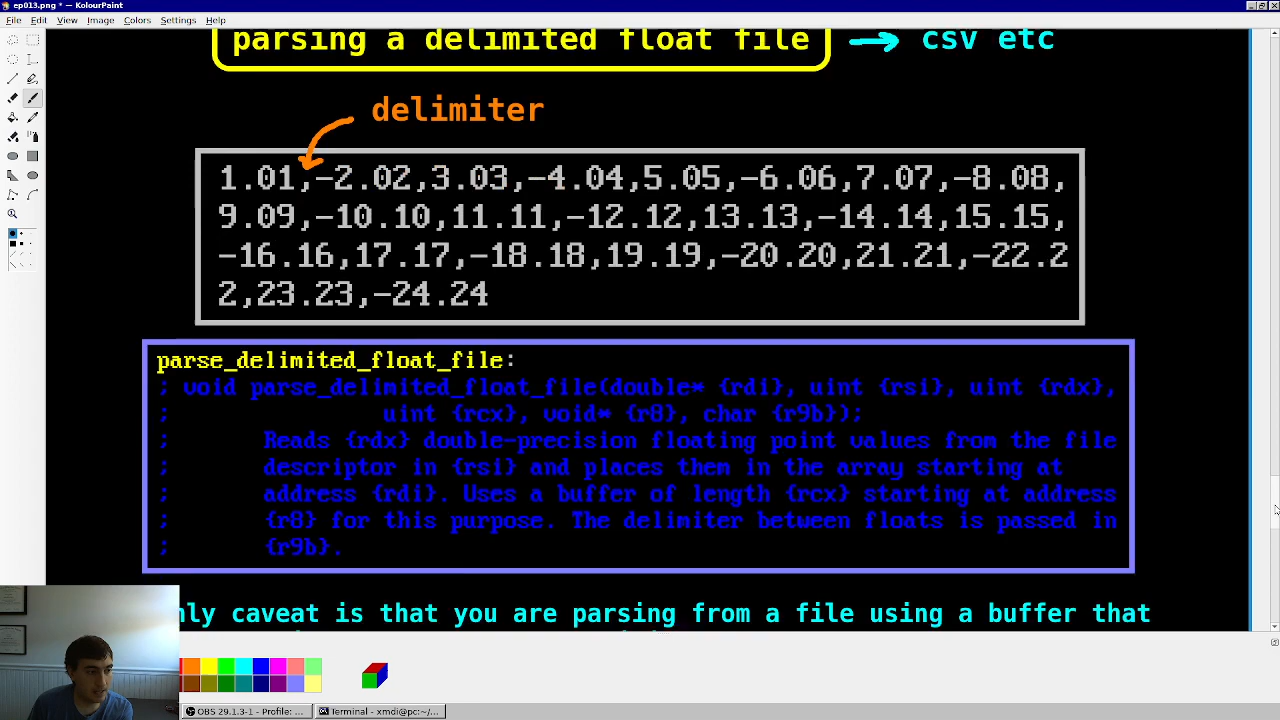 ep013.png * — KolourPaint
File Edit View Image Colors Settings Help
parsing a delimited float file → csv etc
delimiter
1.01,-2.02,3.03,-4.04,5.05,-6.06,7.07,-8.08,
9.09,-10.10,11.11,-12.12,13.13,-14.14,15.15,
-16.16,17.17,-18.18,19.19,-20.20,21.21,-22.2
2,23.23,-24.24
parse_delimited_float_file:
; void parse_delimited_float_file(double* {rdi}, uint {rsi}, uint {rdx},
; uint {rcx}, void* {r8}, char {r9b});
; Reads {rdx} double-precision floating point values from the file
; descriptor in {rsi} and places them in the array starting at
; address {rdi}. Uses a buffer of length {rcx} starting at address
; {r8} for this purpose. The delimiter between floats is passed in
; {r9b}.
caveat is that you are parsing from a file using a buffer that
OBS 29.1.3-1 - Profile: ... Terminal - xmdi@pc:~/...